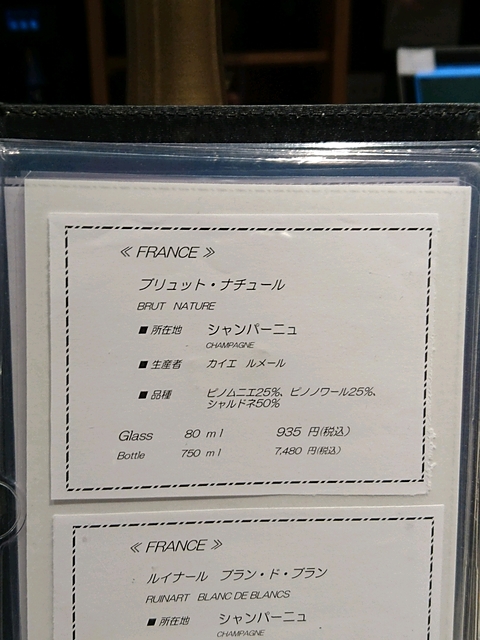 ≪ FRANCE ≫
ブリュット・ナチュール
BRUT NATURE
■ 所在地 シャンパーニュ
CHAMPAGNE
■ 生産者 カイエ ルメール
■ 品種 ピノムニエ25%、ピノノワール25%、
シャルドネ50%
Glass 80 ml 935 円(税込)
Bottle 750 ml 7,480 円(税込)
≪ FRANCE ≫
ルイナール ブラン・ド・ブラン
RUINART BLANC DE BLANCS
■ 所在地 シャンパーニュ
CHAMPAGNE